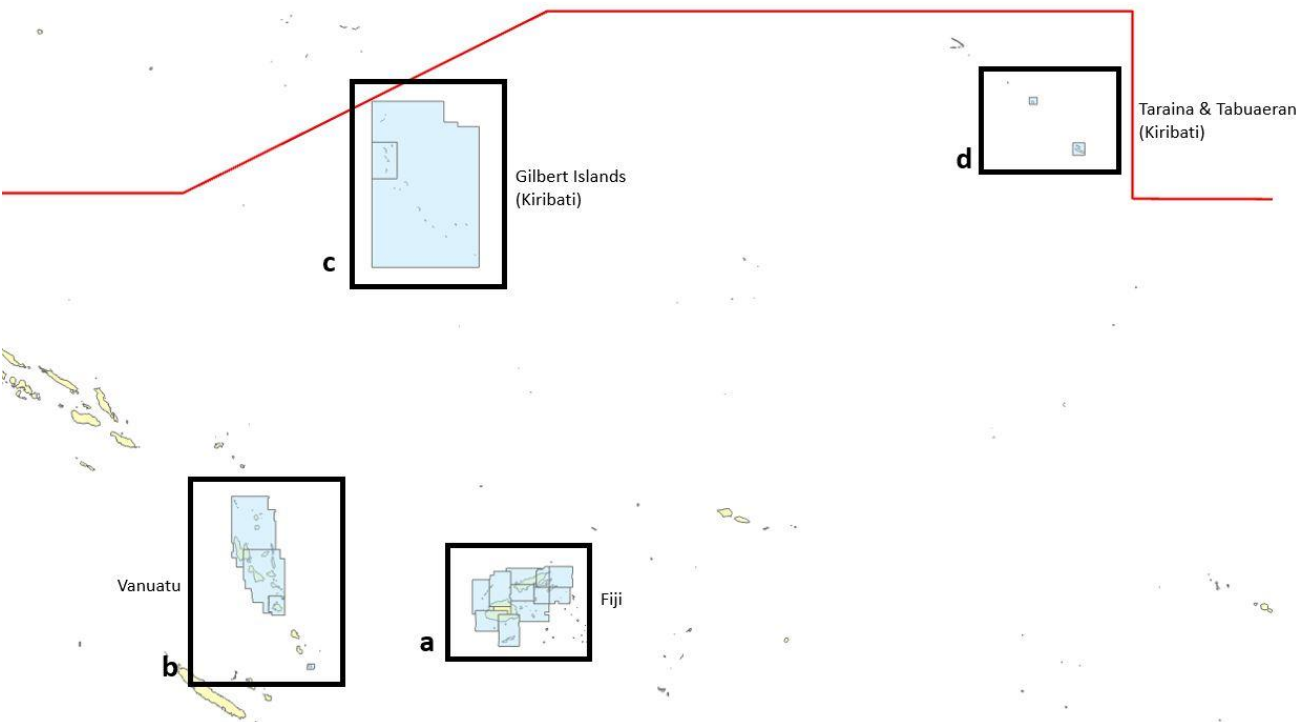 Taraina & Tabuaeran
(Kiribati)
d
Gilbert Islands
(Kiribati)
c
Vanuatu
Fiji
a
b